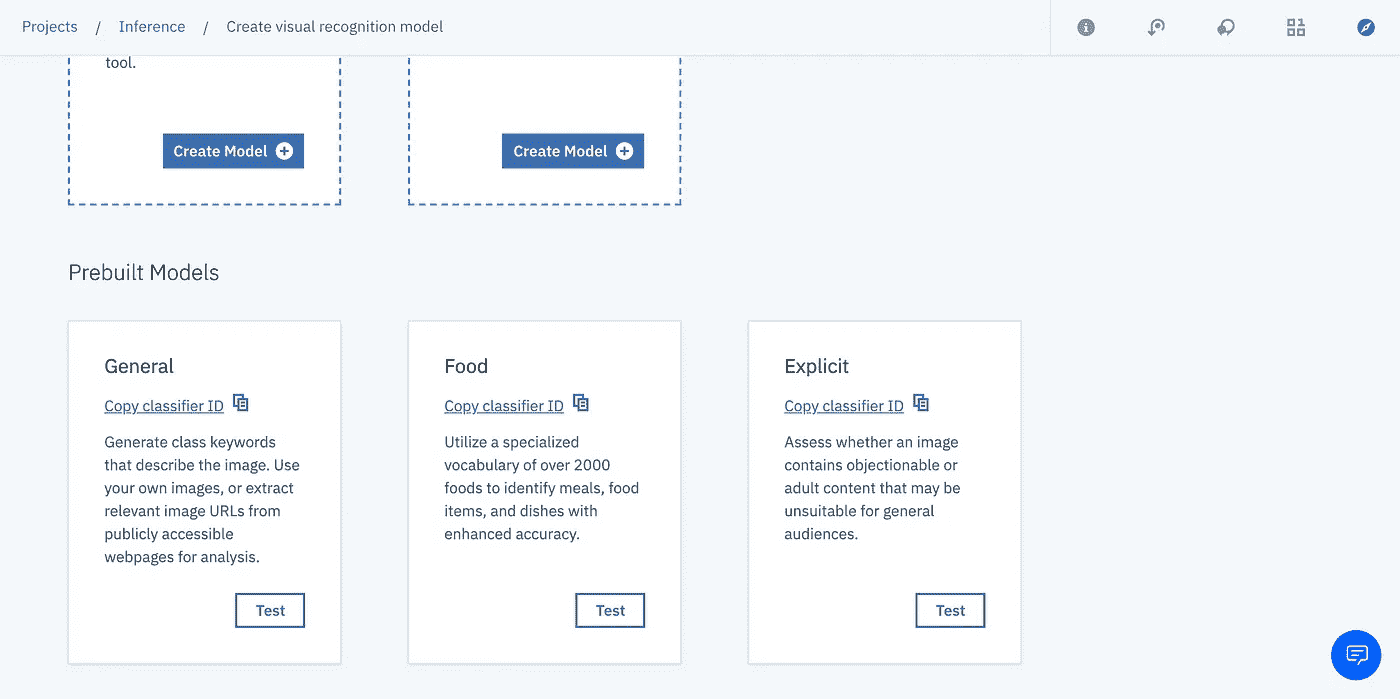 Projects / Inference / Create visual recognition model
tool.
Create Model
Create Model
Prebuilt Models
General
Copy classifier ID
Generate class keywords
that describe the image. Use
your own images, or extract
relevant image URLs from
publicly accessible
webpages for analysis.
Test
Food
Copy classifier ID
Utilize a specialized
vocabulary of over 2000
foods to identify meals, food
items, and dishes with
enhanced accuracy.
Test
Explicit
Copy classifier ID
Assess whether an image
contains objectionable or
adult content that may be
unsuitable for general
audiences.
Test